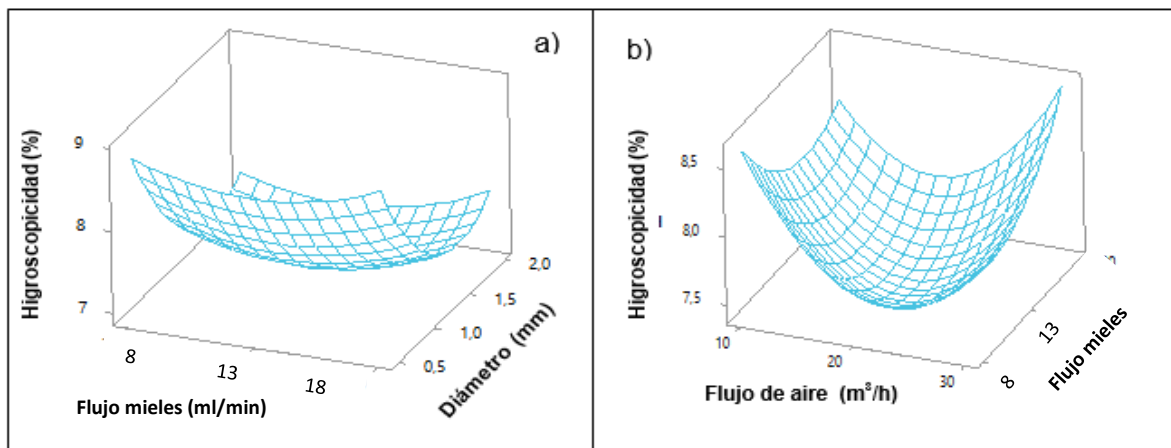 a)
Higroscopicidad (%)
9
8
7
8
13
18
Flujo mieles (ml/min)
0,5
1,0
1,5
2,0
Diámetro (mm)
b)
Higroscopicidad (%)
8,5
8,0
7,5
10
20
30
Flujo de aire (m³/h)
8
13
Flujo mieles